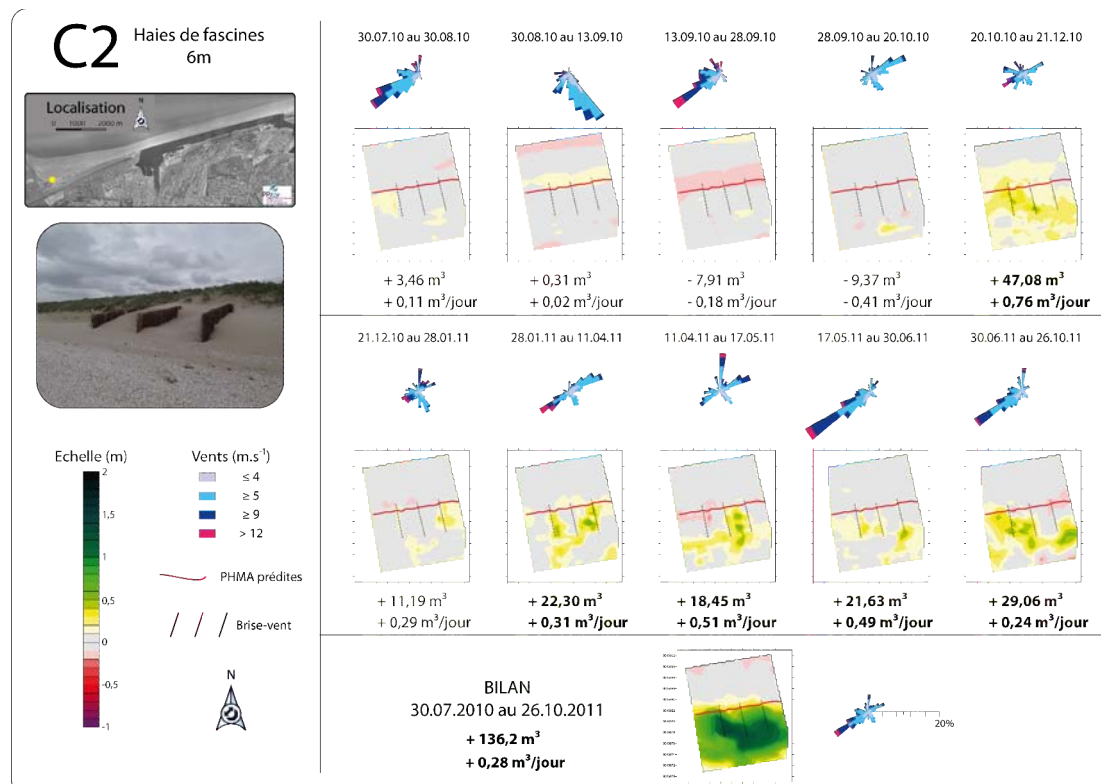 C2
Haies de fascines
6m
Localisation
N
0 1000 2000 m
Echelle (m)
2
1,5
1
0,5
0
-0,5
-1
Vents (m.s⁻¹)
≤ 4
≥ 5
≥ 9
> 12
PHMA prédites
Brise-vent
N
30.07.10 au 30.08.10
+ 3,46 m³
+ 0,11 m³/jour
30.08.10 au 13.09.10
+ 0,31 m³
+ 0,02 m³/jour
13.09.10 au 28.09.10
- 7,91 m³
- 0,18 m³/jour
28.09.10 au 20.10.10
- 9,37 m³
- 0,41 m³/jour
20.10.10 au 21.12.10
+ 47,08 m³
+ 0,76 m³/jour
21.12.10 au 28.01.11
+ 11,19 m³
+ 0,29 m³/jour
28.01.11 au 11.04.11
+ 22,30 m³
+ 0,31 m³/jour
11.04.11 au 17.05.11
+ 18,45 m³
+ 0,51 m³/jour
17.05.11 au 30.06.11
+ 21,63 m³
+ 0,49 m³/jour
30.06.11 au 26.10.11
+ 29,06 m³
+ 0,24 m³/jour
BILAN
30.07.2010 au 26.10.2011
+ 136,2 m³
+ 0,28 m³/jour
20%